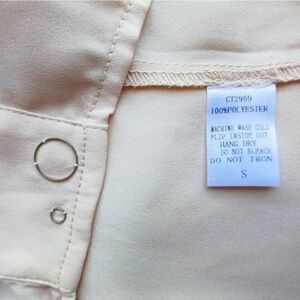 CT2969
100%POLYESTER
MACHINE WASH COLD
FLIP INSIDE OUT
HANG DRY
DO NOT BLEACH
DO NOT IRON
S